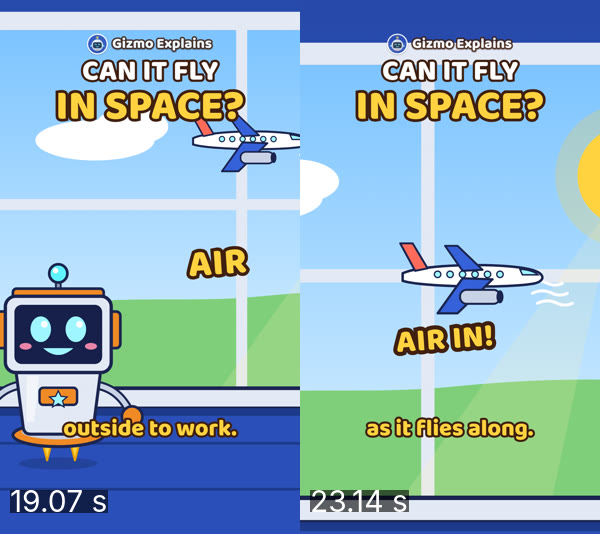 Gizmo Explains
CAN IT FLY
IN SPACE?
AIR
outside to work.
19.07 s
Gizmo Explains
CAN IT FLY
IN SPACE?
AIR IN!
as it flies along.
23.14 s